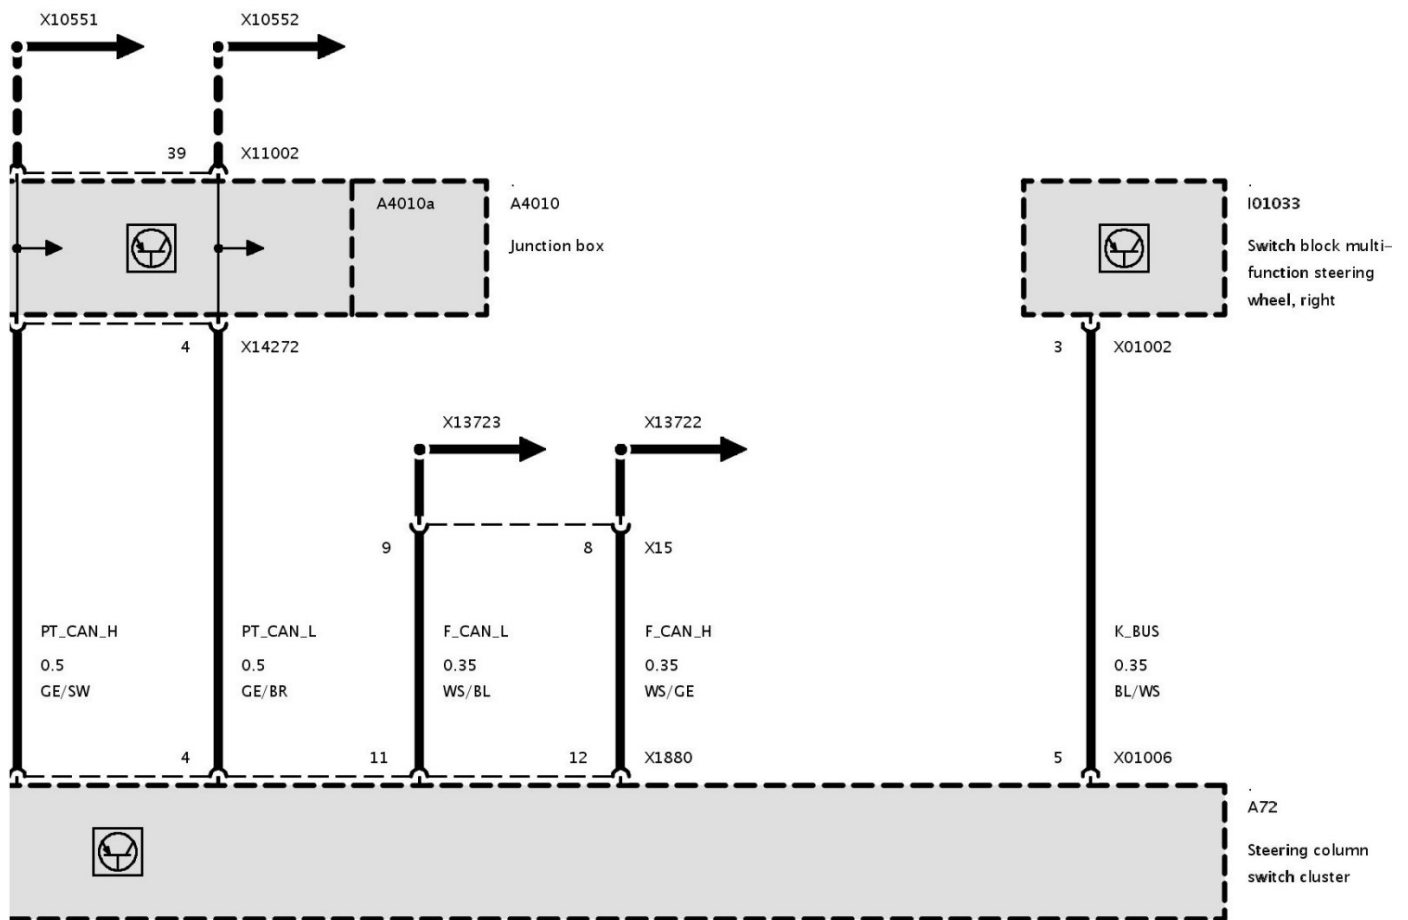 X10551
X10552
39
X11002
A4010a
A4010
Junction box
I01033
Switch block multi-
function steering
wheel, right
4
X14272
3
X01002
X13723
X13722
9
8
X15
PT_CAN_H
0.5
GE/SW
PT_CAN_L
0.5
GE/BR
F_CAN_L
0.35
WS/BL
F_CAN_H
0.35
WS/GE
K_BUS
0.35
BL/WS
4
11
12
X1880
5
X01006
A72
Steering column
switch cluster